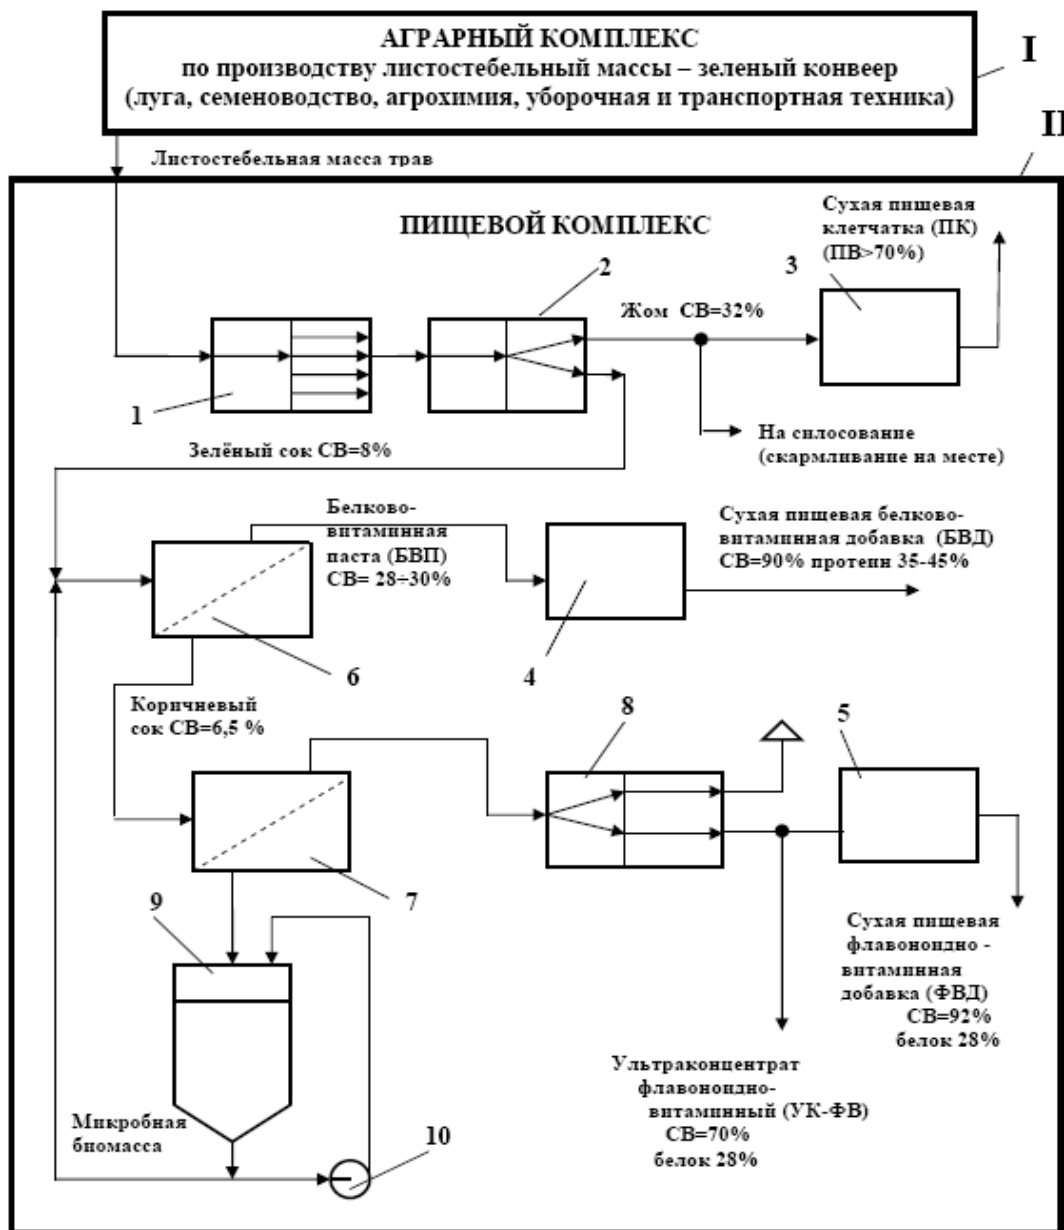 АГРАРНЫЙ КОМПЛЕКС
по производству листостебельный массы – зеленый конвеер
(луга, семеноводство, агрохимия, уборочная и транспортная техника)
I
II
Листостебельная масса трав
ПИЩЕВОЙ КОМПЛЕКС
Сухая пищевая
клетчатка (ПК)
(ПВ>70%)
2
3
Жом СВ=32%
1
На силосование
(скармливание на месте)
Зелёный сок СВ=8%
Белково-
витаминная
паста (БВП)
СВ= 28÷30%
Сухая пищевая белково-
витаминная добавка (БВД)
СВ=90% протеин 35-45%
6
4
Коричневый
сок СВ=6,5 %
8
5
7
9
Сухая пищевая
флавоноидно -
витаминная
добавка (ФВД)
СВ=92%
белок 28%
Ультраконцентрат
флавоноидно-
витаминный (УК-ФВ)
СВ=70%
белок 28%
Микробная
биомасса
10